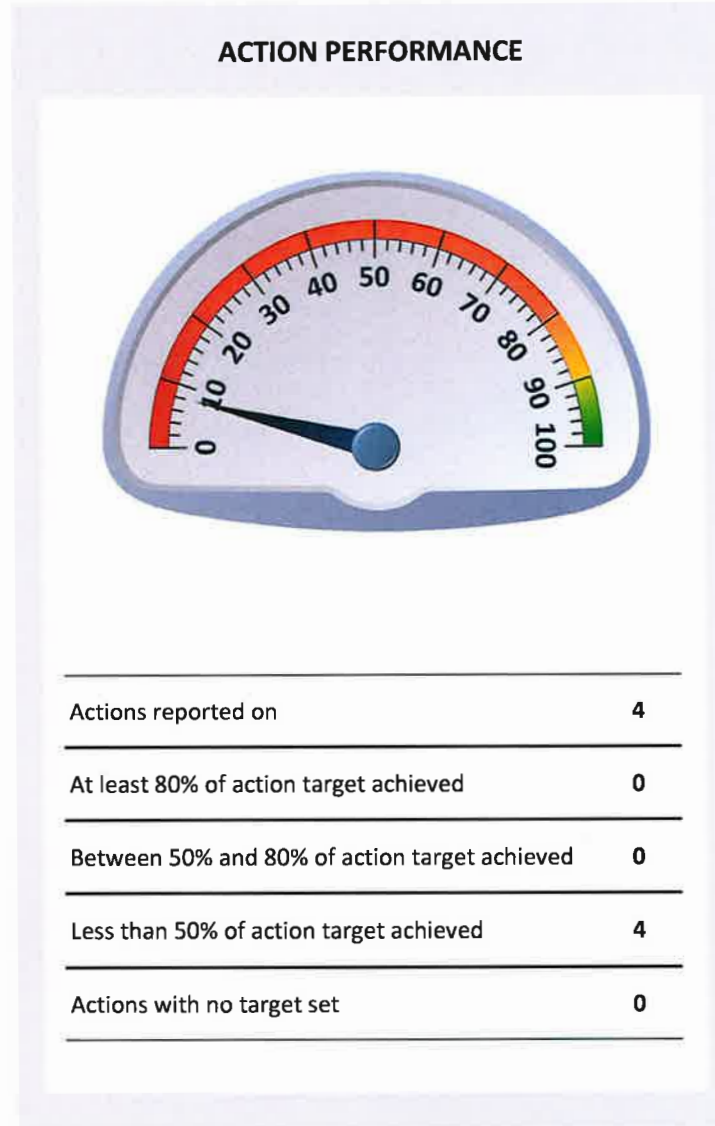 ACTION PERFORMANCE
0
10
20
30
40
50
60
70
80
90
100
Actions reported on 4
At least 80% of action target achieved 0
Between 50% and 80% of action target achieved 0
Less than 50% of action target achieved 4
Actions with no target set 0